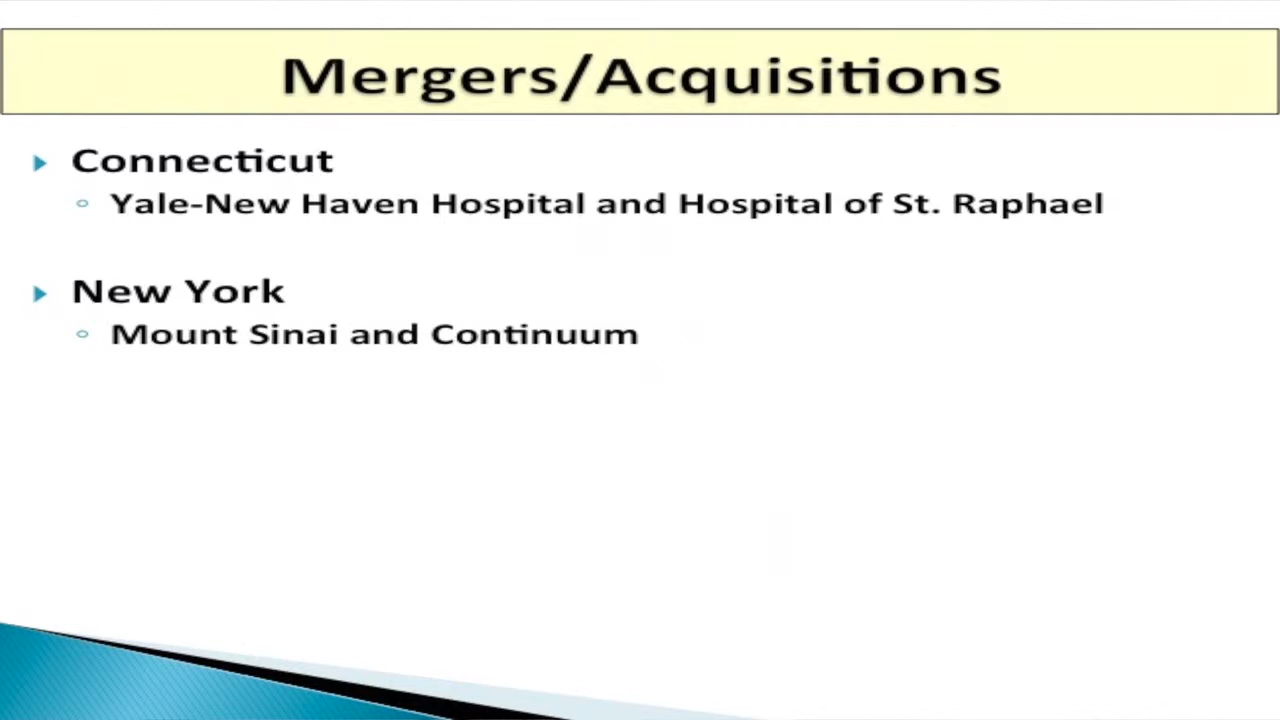 Mergers/Acquisitions
Connecticut
Yale-New Haven Hospital and Hospital of St. Raphael
New York
Mount Sinai and Continuum